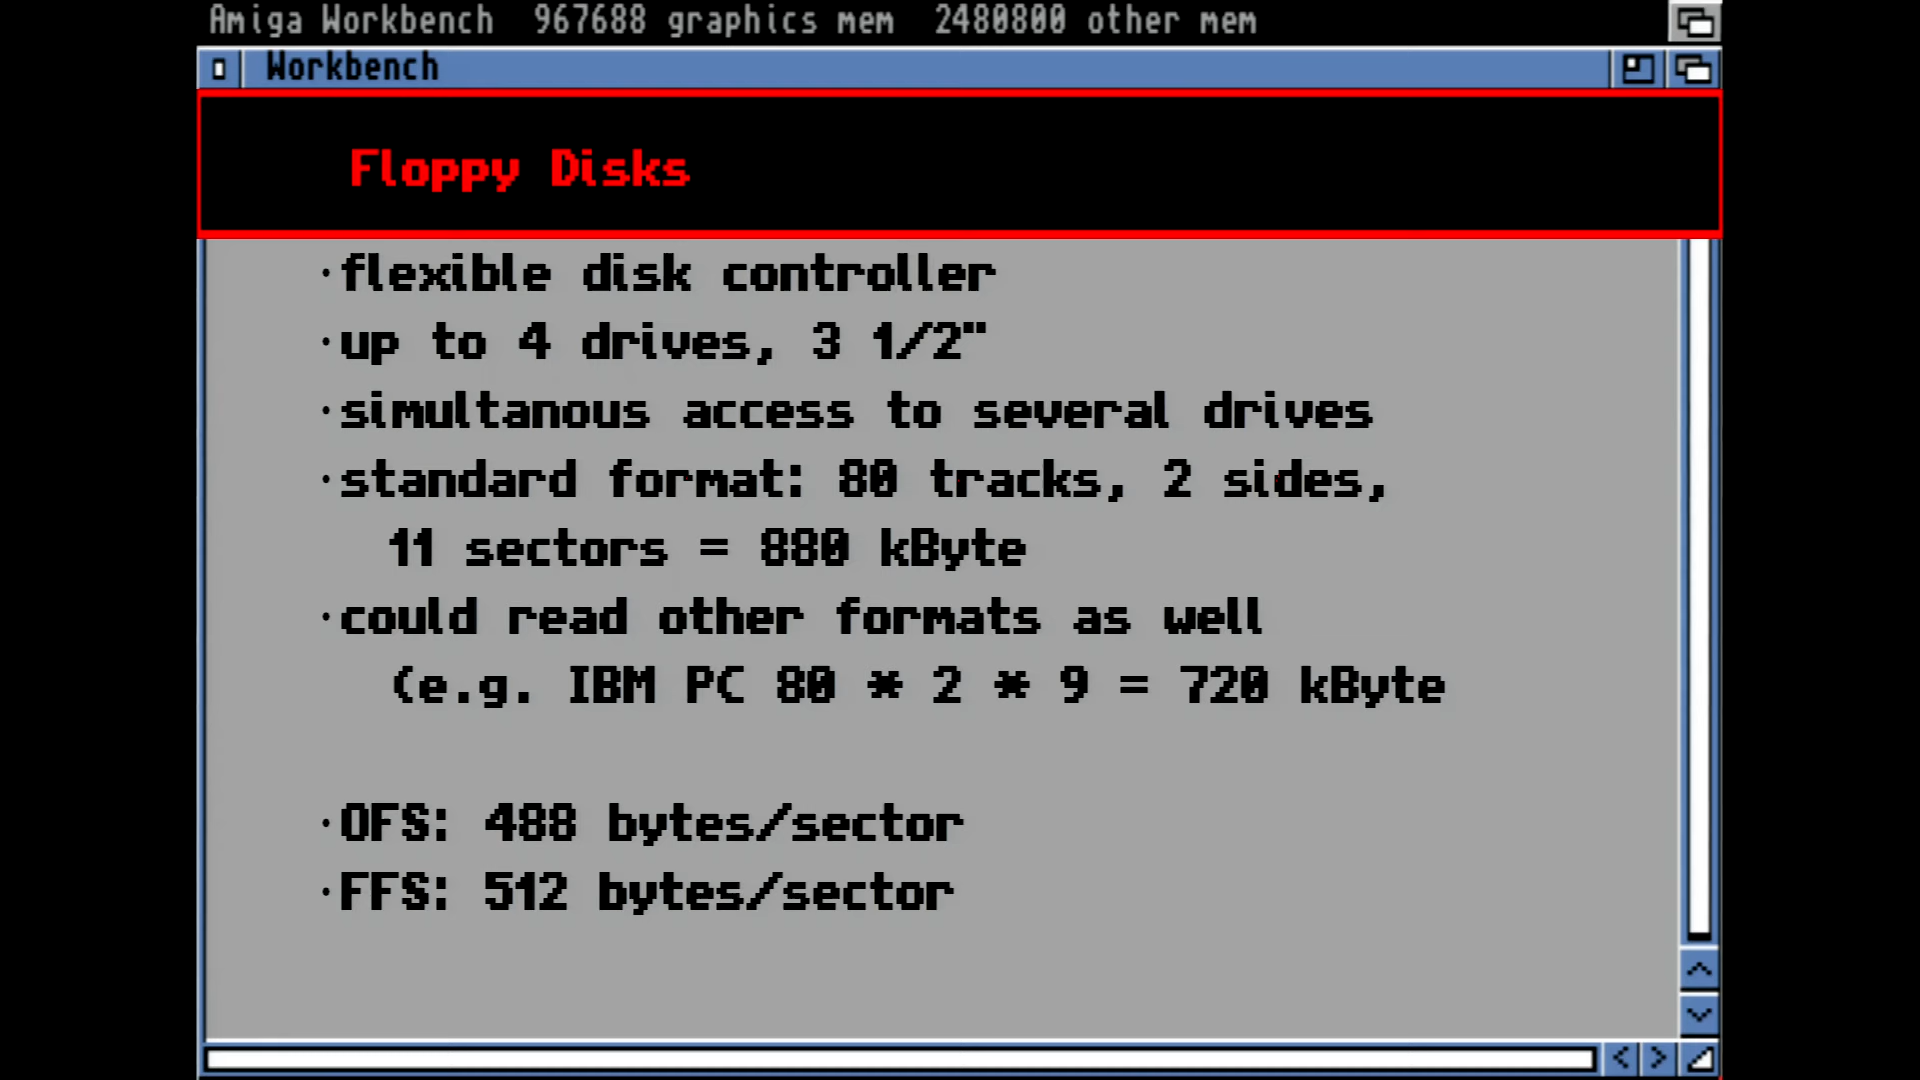 Amiga Workbench 967688 graphics mem 2480800 other mem
Workbench
Floppy Disks
·flexible disk controller
·up to 4 drives, 3 1/2"
·simultanous access to several drives
·standard format: 80 tracks, 2 sides,
11 sectors = 880 kByte
·could read other formats as well
(e.g. IBM PC 80 * 2 * 9 = 720 kByte
·OFS: 488 bytes/sector
·FFS: 512 bytes/sector